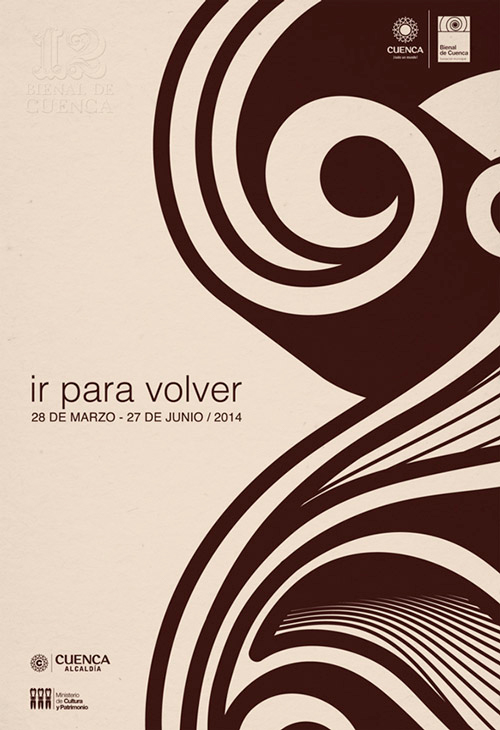 12
BIENAL DE
CUENCA
CUENCA
Bienal
de Cuenca
ir para volver
28 DE MARZO - 27 DE JUNIO / 2014
CUENCA
ALCALDÍA
Ministerio
de Cultura
y Patrimonio